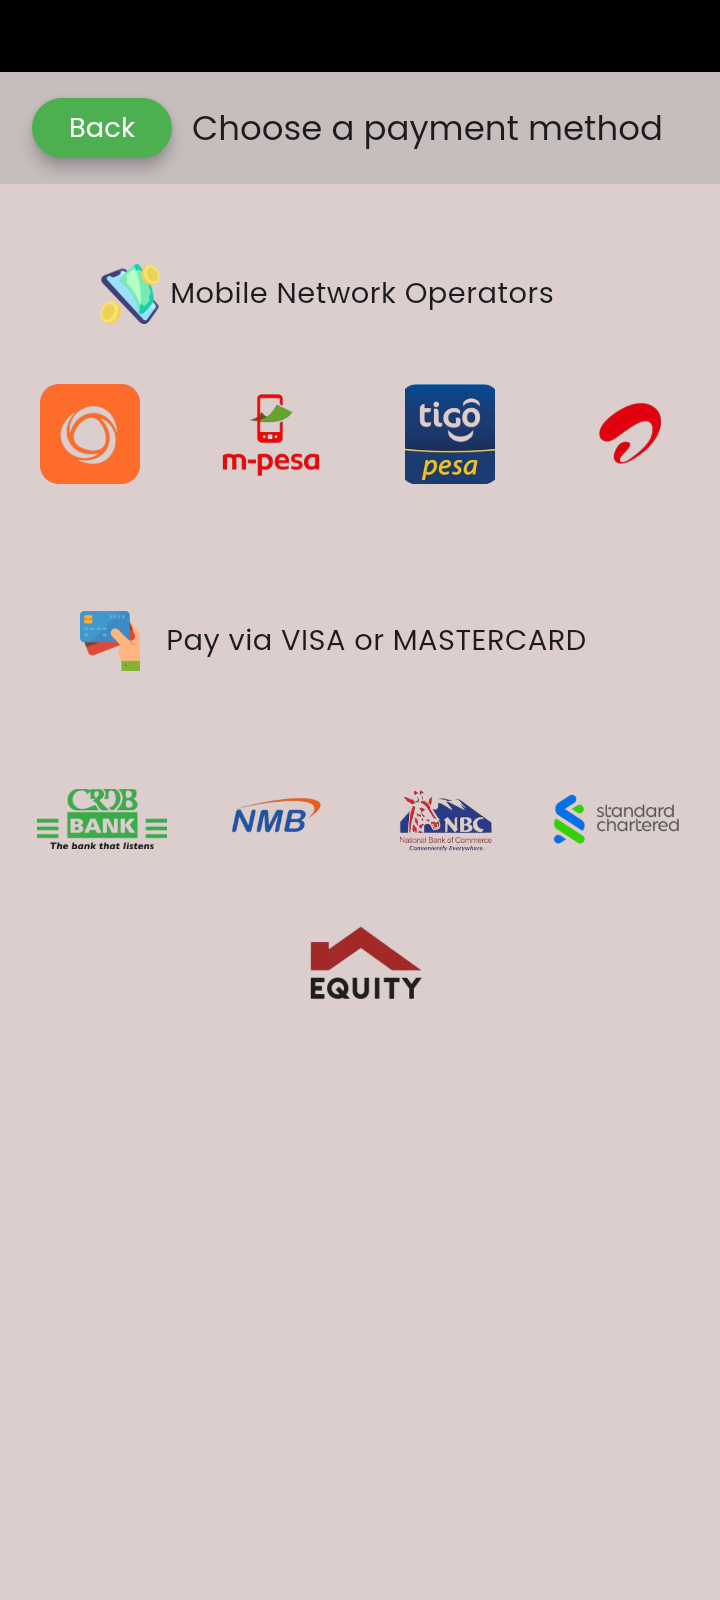 Back
Choose a payment method
Mobile Network Operators
m-pesa
tigo
pesa
Pay via VISA or MASTERCARD
CRDB
BANK
The bank that listens
NMB
NBC
National Bank of Commerce
Conveniently Everywhere.
standard
chartered
EQUITY